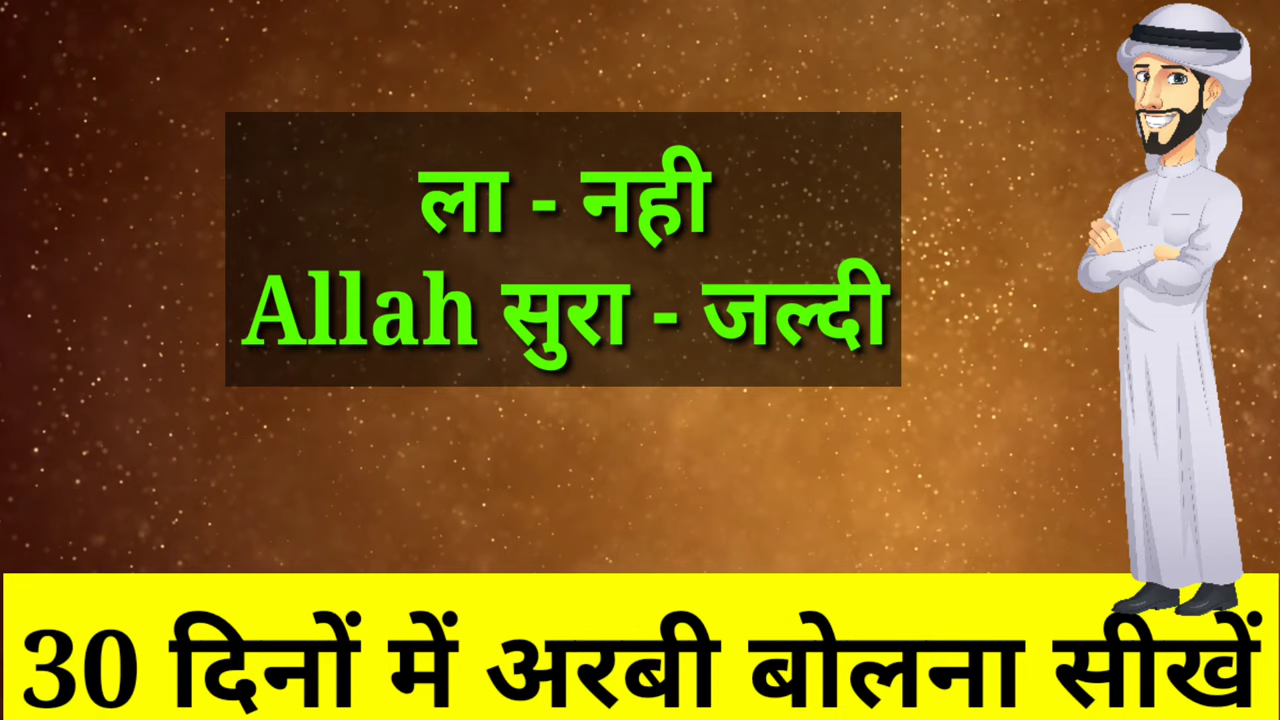 ला - नही
Allah सुरा - जल्दी
30 दिनों में अरबी बोलना सीखें